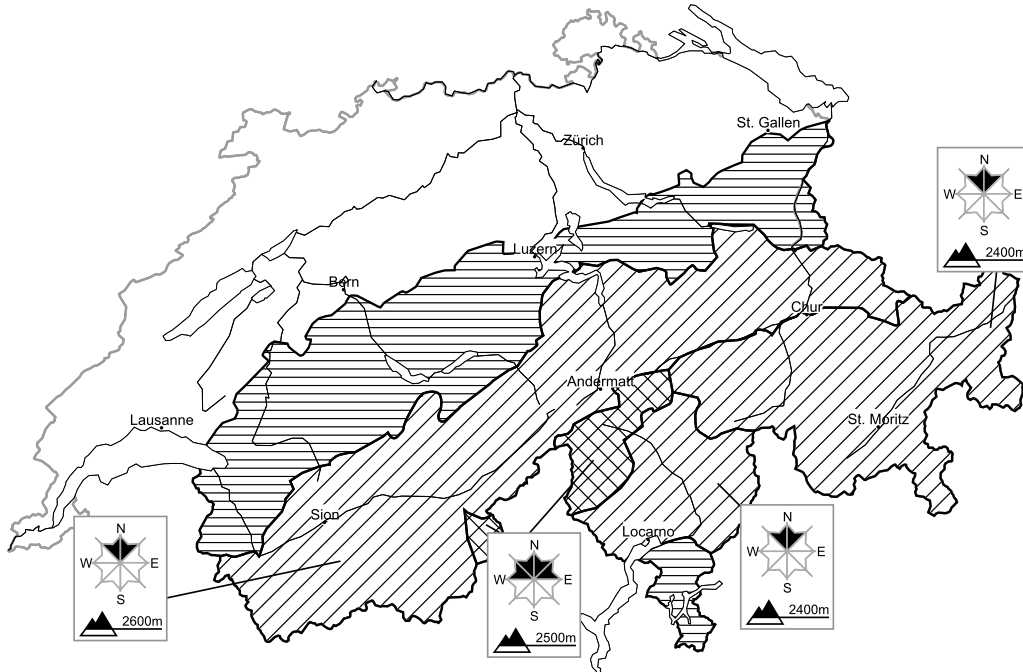 St. Gallen
Zürich
N
W E
S
2400m
Luzern
Bern
Chur
Andermatt
Lausanne
St. Moritz
Sion
Locarno
N
W E
S
2600m
N
W E
S
2500m
N
W E
S
2400m